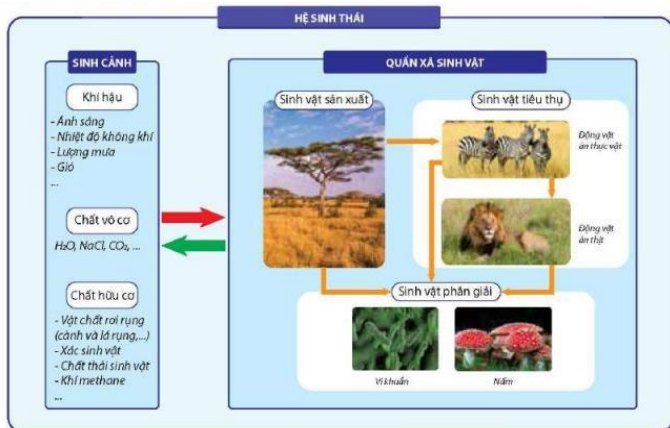 HỆ SINH THÁI
SINH CẢNH
Khí hậu
- Ánh sáng
- Nhiệt độ không khí
- Lượng mưa
- Gió
...
Chất vô cơ
H₂O, NaCl, CO₂, ...
Chất hữu cơ
- Vật chất rơi rụng
(cành và lá rụng,...)
- Xác sinh vật
- Chất thải sinh vật
- Khí methane
...
QUẦN XÃ SINH VẬT
Sinh vật sản xuất
Sinh vật tiêu thụ
Động vật
ăn thực vật
Động vật
ăn thịt
Sinh vật phân giải
Vi khuẩn
Nấm